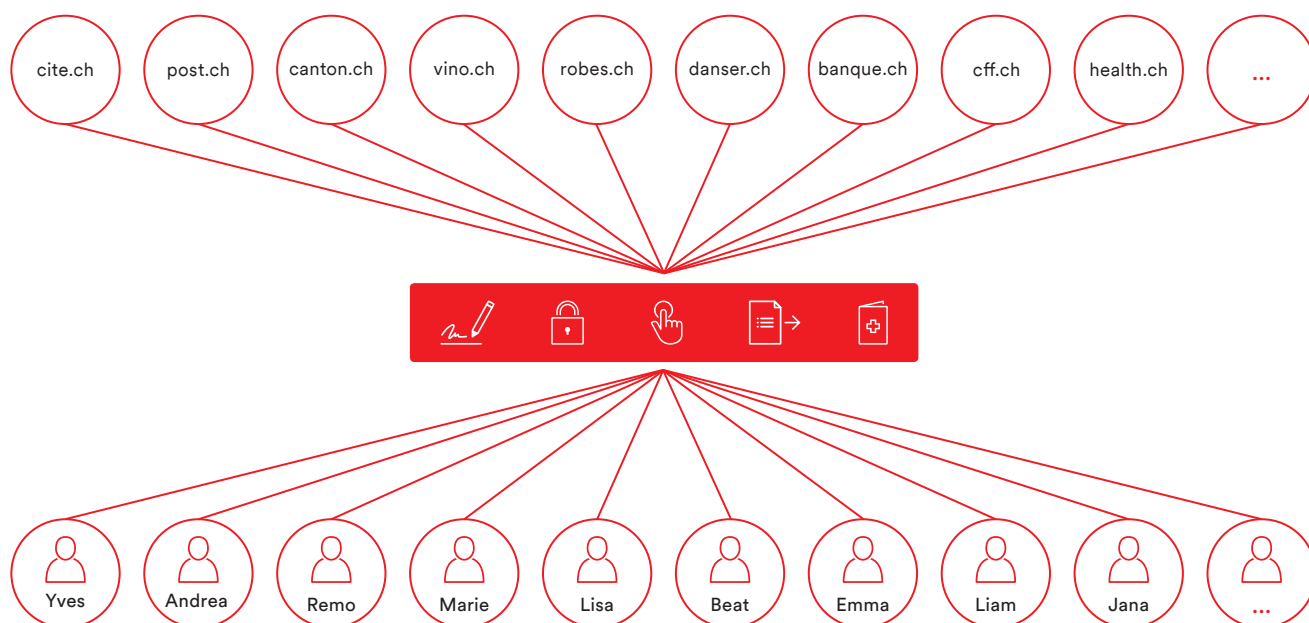 cite.ch
post.ch
canton.ch
vino.ch
robes.ch
danser.ch
banque.ch
cff.ch
health.ch
...
Yves
Andrea
Remo
Marie
Lisa
Beat
Emma
Liam
Jana
...